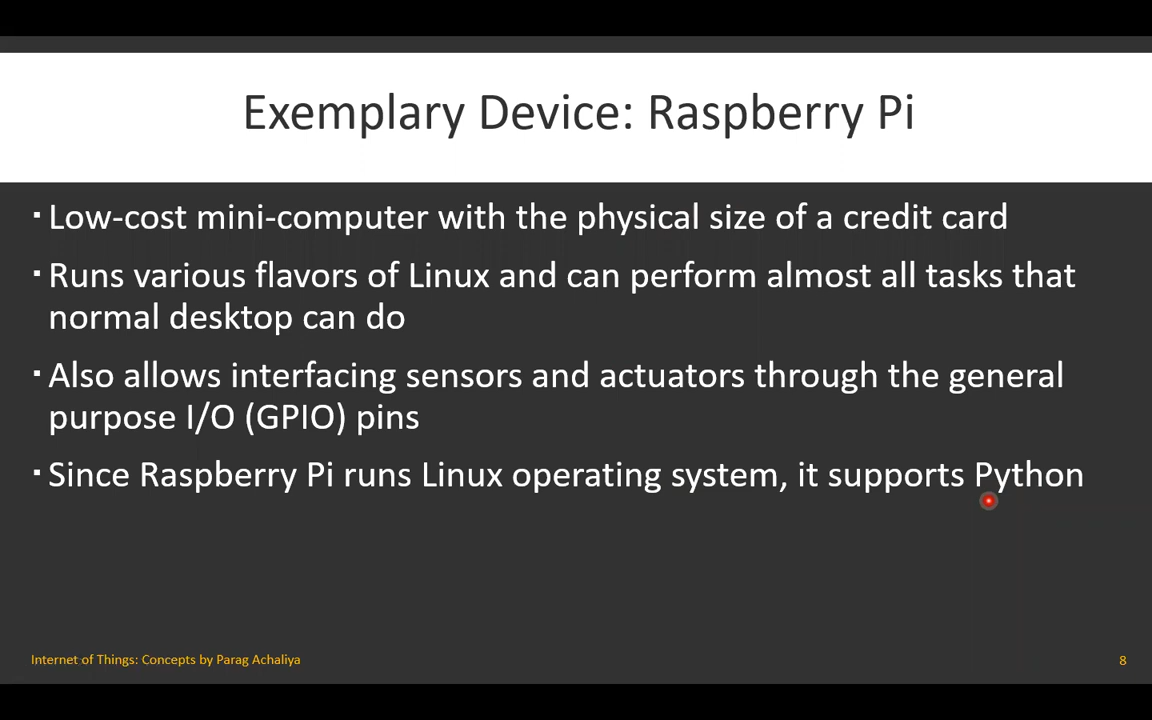 Exemplary Device: Raspberry Pi
▪ Low-cost mini-computer with the physical size of a credit card
▪ Runs various flavors of Linux and can perform almost all tasks that
normal desktop can do
▪ Also allows interfacing sensors and actuators through the general
purpose I/O (GPIO) pins
▪ Since Raspberry Pi runs Linux operating system, it supports Python
Internet of Things: Concepts by Parag Achaliya
8